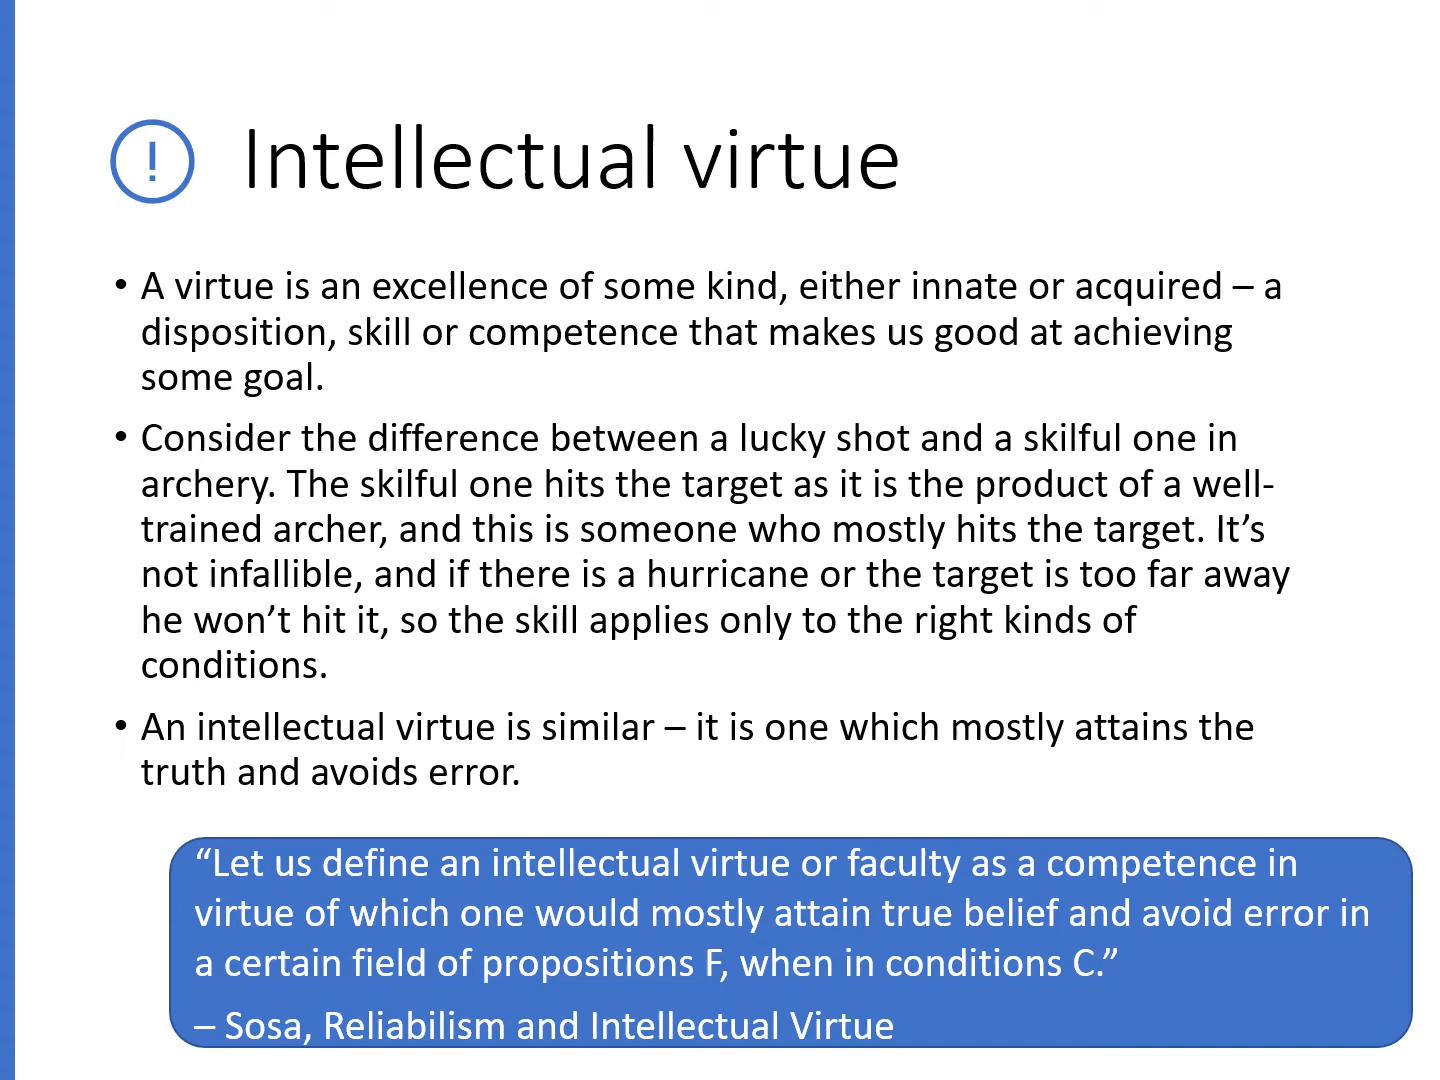 ! Intellectual virtue
• A virtue is an excellence of some kind, either innate or acquired – a
disposition, skill or competence that makes us good at achieving
some goal.
• Consider the difference between a lucky shot and a skilful one in
archery. The skilful one hits the target as it is the product of a well-
trained archer, and this is someone who mostly hits the target. It’s
not infallible, and if there is a hurricane or the target is too far away
he won’t hit it, so the skill applies only to the right kinds of
conditions.
• An intellectual virtue is similar – it is one which mostly attains the
truth and avoids error.
“Let us define an intellectual virtue or faculty as a competence in
virtue of which one would mostly attain true belief and avoid error in
a certain field of propositions F, when in conditions C.”
– Sosa, Reliabilism and Intellectual Virtue